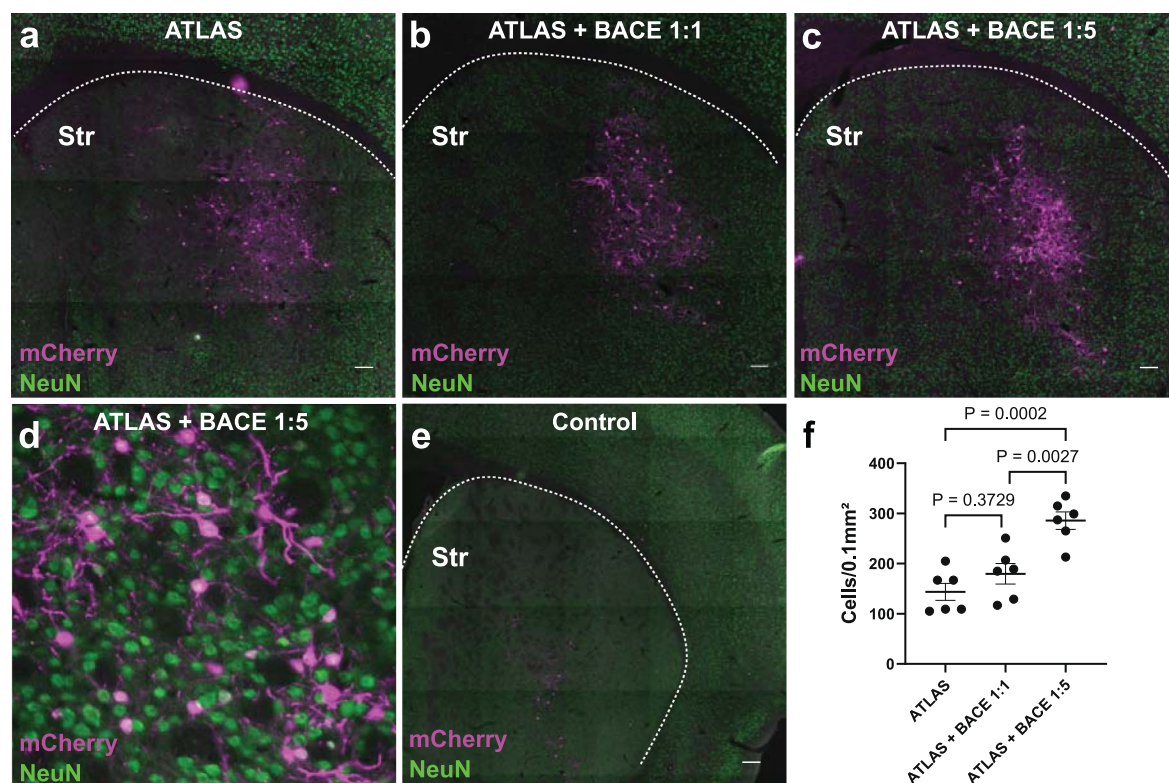 a
ATLAS
Str
mCherry
NeuN
b
ATLAS + BACE 1:1
Str
mCherry
NeuN
c
ATLAS + BACE 1:5
Str
mCherry
NeuN
d
ATLAS + BACE 1:5
mCherry
NeuN
e
Control
Str
mCherry
NeuN
f
P = 0.0002
P = 0.0027
P = 0.3729
Cells/0.1mm²
400
300
200
100
0
ATLAS
ATLAS + BACE 1:1
ATLAS + BACE 1:5